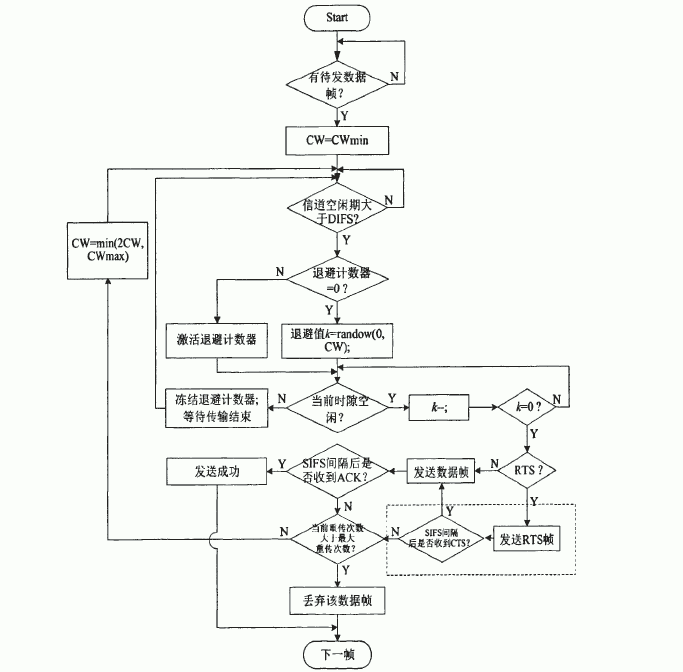 Start
有待发数据
帧?
N
Y
CW=CWmin
信道空闲期大
于DIFS?
N
Y
CW=min(2CW,
CWmax)
退避计数器
=0？
N
Y
激活退避计数器
退避值k=randow(0,
CW);
冻结退避计数器;
等待传输结束
N
当前时隙空
闲?
Y
k--;
k=0？
N
Y
发送成功
Y
SIFS间隔后是
否收到ACK?
发送数据帧
N
RTS？
N
Y
Y
N
当前重传次数
大于最大
重传次数?
N
SIFS间隔
后是否收到CTS?
发送RTS帧
Y
丢弃该数据帧
下一帧